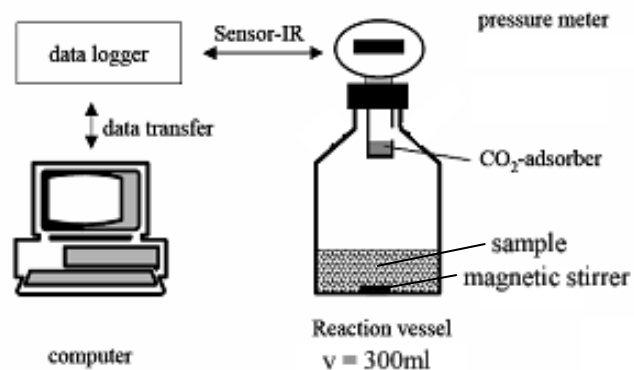 pressure meter
Sensor-IR
data logger
data transfer
CO₂-adsorber
sample
magnetic stirrer
Reaction vessel
v = 300ml
computer